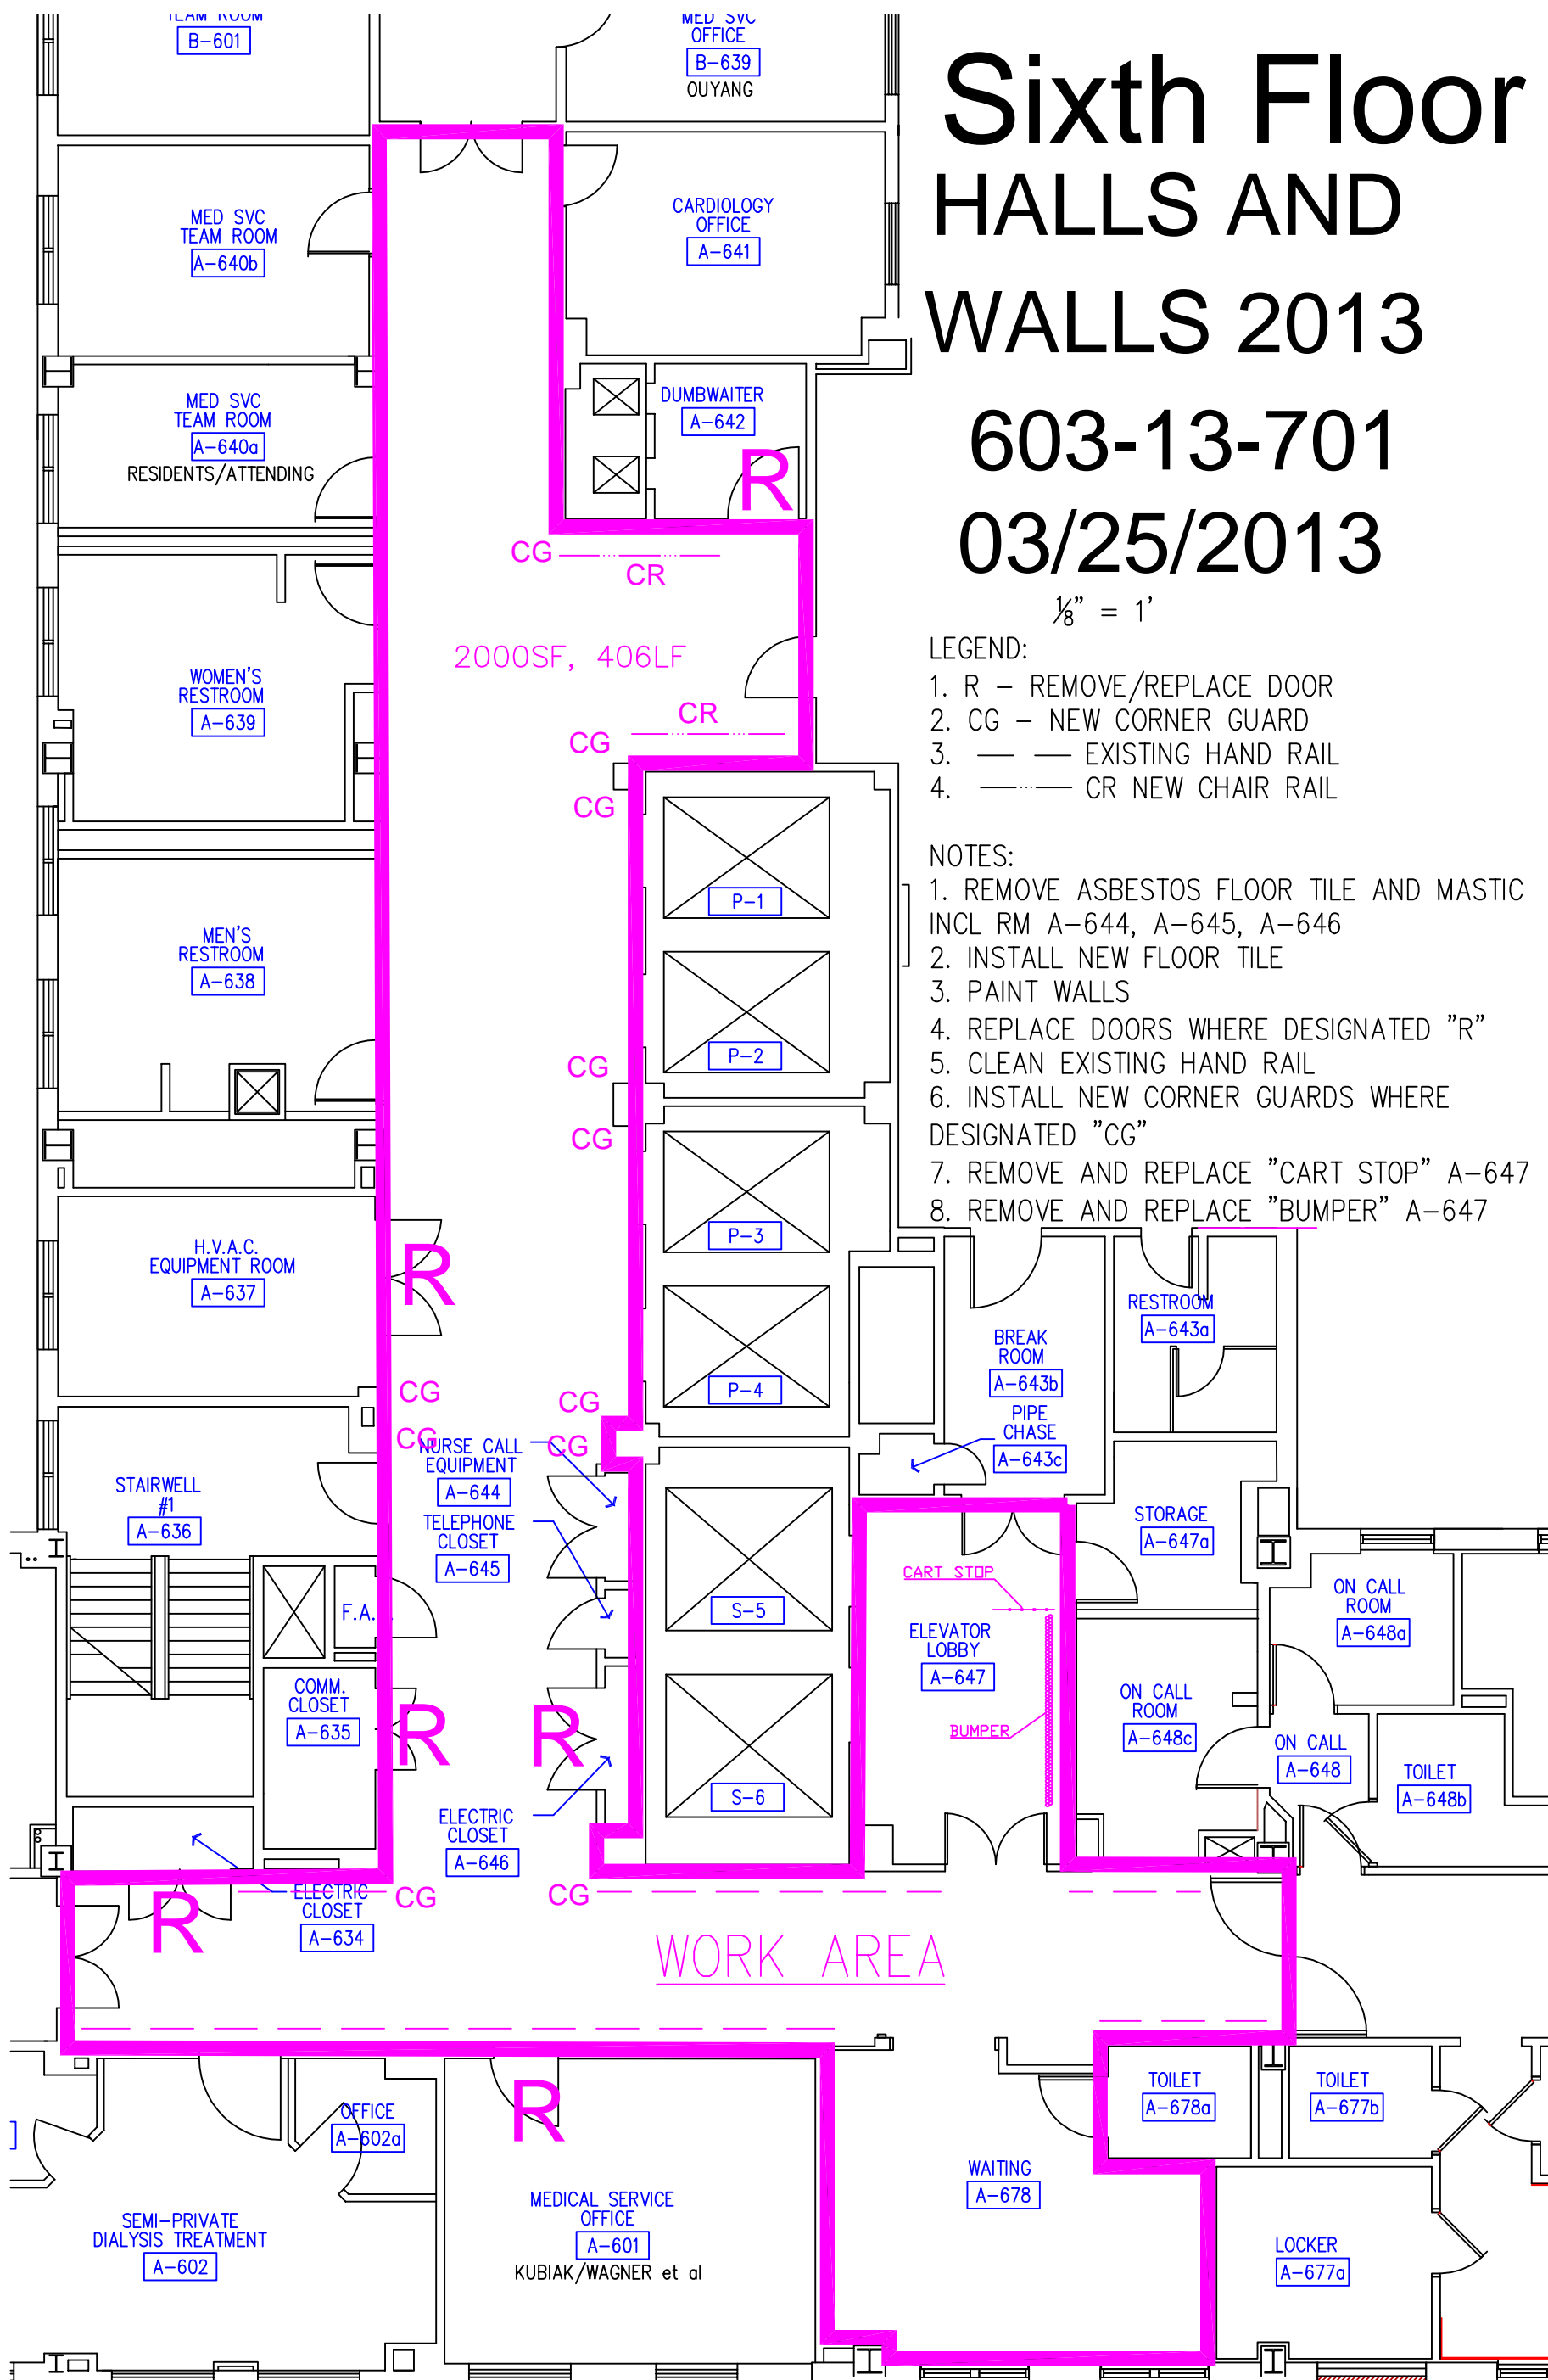 TEAM ROOM
B-601
MED SVC
OFFICE
B-639
OUYANG
Sixth Floor
HALLS AND
WALLS 2013
603-13-701
03/25/2013
⅛" = 1'
LEGEND:
1. R - REMOVE/REPLACE DOOR
2. CG - NEW CORNER GUARD
3. — — EXISTING HAND RAIL
4. —···— CR NEW CHAIR RAIL
NOTES:
1. REMOVE ASBESTOS FLOOR TILE AND MASTIC
INCL RM A-644, A-645, A-646
2. INSTALL NEW FLOOR TILE
3. PAINT WALLS
4. REPLACE DOORS WHERE DESIGNATED "R"
5. CLEAN EXISTING HAND RAIL
6. INSTALL NEW CORNER GUARDS WHERE
DESIGNATED "CG"
7. REMOVE AND REPLACE "CART STOP" A-647
8. REMOVE AND REPLACE "BUMPER" A-647
MED SVC
TEAM ROOM
A-640b
CARDIOLOGY
OFFICE
A-641
MED SVC
TEAM ROOM
A-640a
RESIDENTS/ATTENDING
DUMBWAITER
A-642
R
CG
CR
2000SF, 406LF
WOMEN'S
RESTROOM
A-639
CR
CG
CG
P-1
MEN'S
RESTROOM
A-638
P-2
CG
CG
P-3
H.V.A.C.
EQUIPMENT ROOM
A-637
R
P-4
BREAK
ROOM
A-643b
RESTROOM
A-643a
CG
CG
CG
CG
PIPE
CHASE
A-643c
NURSE CALL
EQUIPMENT
A-644
STAIRWELL
#1
A-636
TELEPHONE
CLOSET
A-645
STORAGE
A-647a
CART STOP
F.A.
S-5
ELEVATOR
LOBBY
A-647
ON CALL
ROOM
A-648a
COMM.
CLOSET
A-635
R
R
BUMPER
ON CALL
ROOM
A-648c
ON CALL
A-648
TOILET
A-648b
S-6
ELECTRIC
CLOSET
A-646
ELECTRIC
CLOSET
A-634
R
CG
CG
WORK AREA
OFFICE
A-602a
R
TOILET
A-678a
TOILET
A-677b
SEMI-PRIVATE
DIALYSIS TREATMENT
A-602
MEDICAL SERVICE
OFFICE
A-601
KUBIAK/WAGNER et al
WAITING
A-678
LOCKER
A-677a